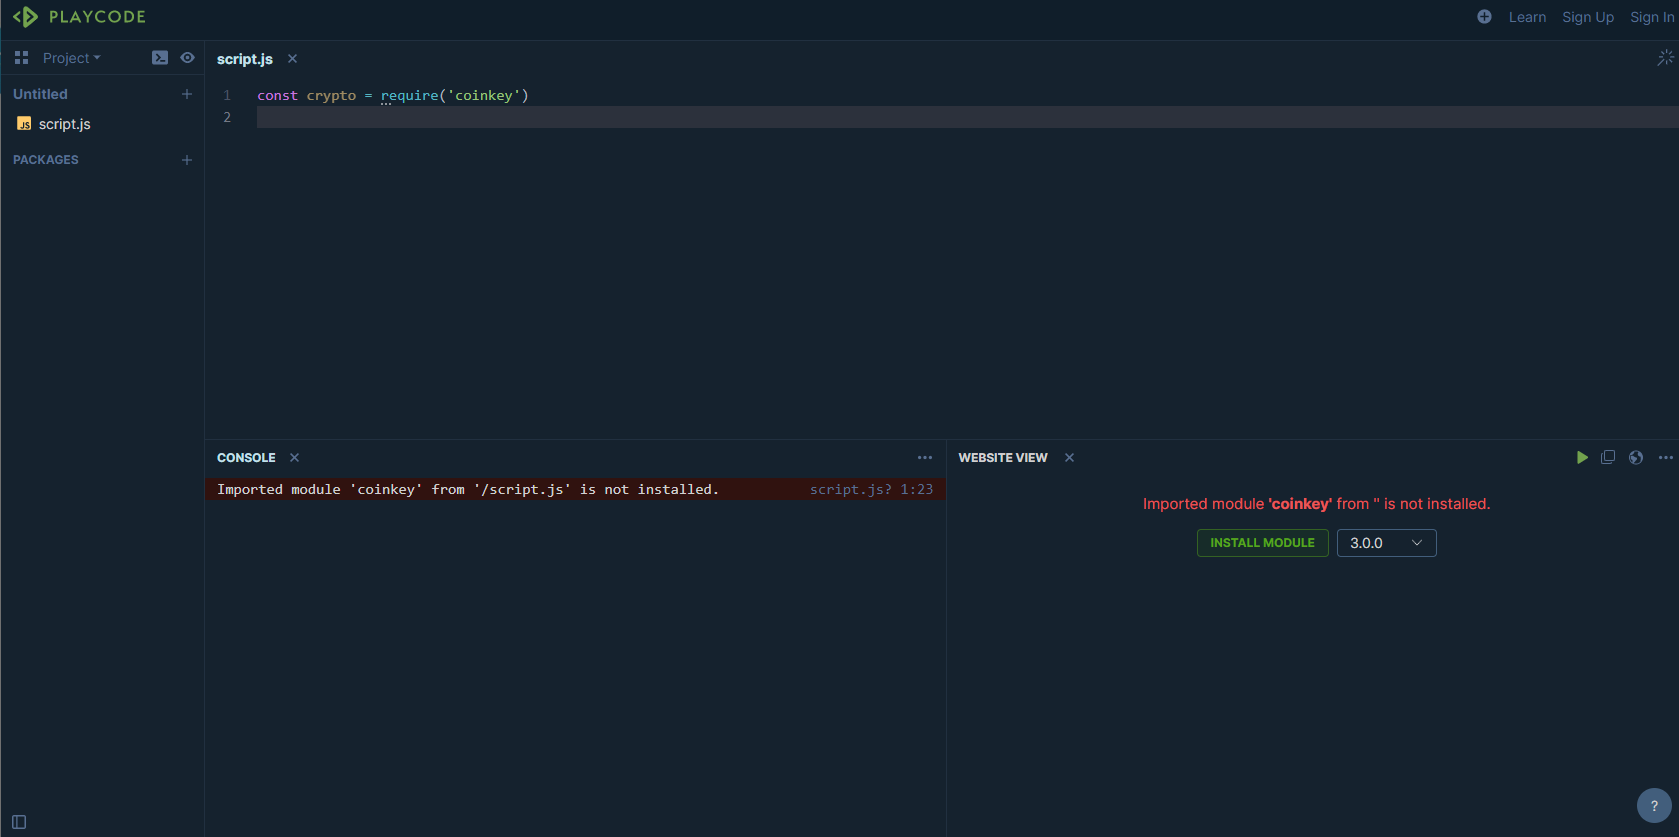 PLAYCODE
Learn Sign Up Sign In
Project
script.js
Untitled
JS script.js
PACKAGES
1 const crypto = require('coinkey')
2
CONSOLE
Imported module 'coinkey' from '/script.js' is not installed. script.js? 1:23
WEBSITE VIEW
Imported module 'coinkey' from '' is not installed.
INSTALL MODULE 3.0.0
?